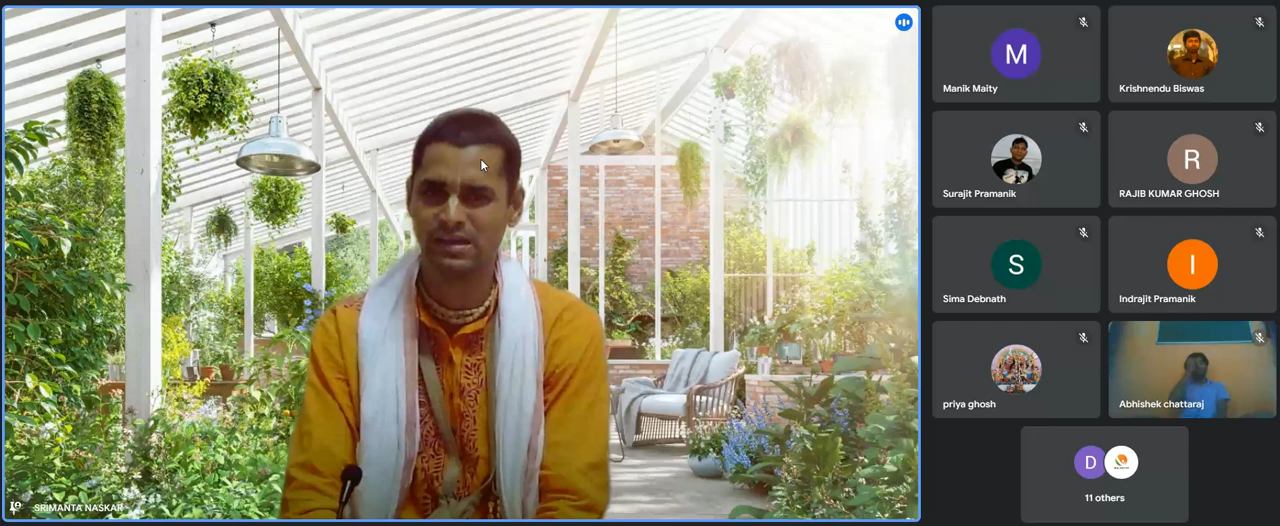 SRIMANTA NASKAR
M
Manik Maity
Krishnendu Biswas
Surajit Pramanik
R
RAJIB KUMAR GHOSH
S
Sima Debnath
I
Indrajit Pramanik
priya ghosh
Abhishek chattaraj
D
11 others